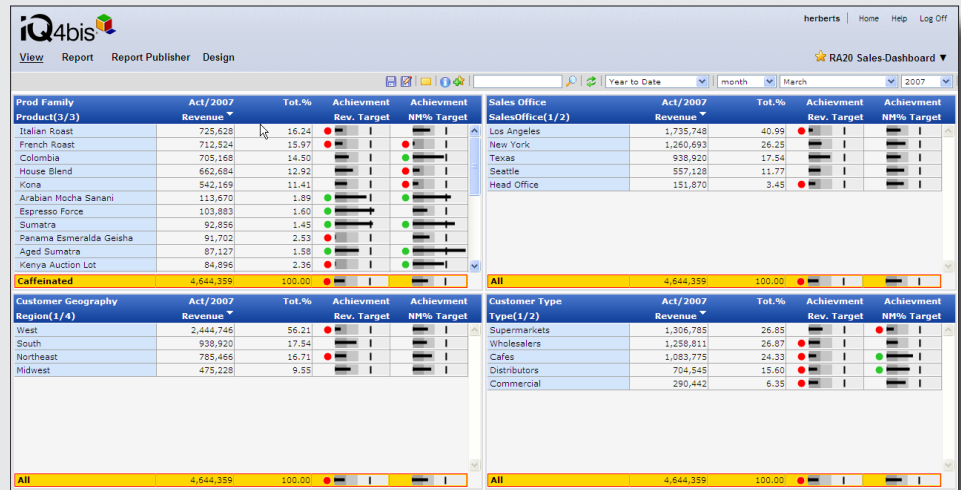 iQ4bis
herberts Home Help Log Off
View Report Report Publisher Design
RA20 Sales-Dashboard ▼
Year to Date month March 2007
Prod Family Act/2007 Tot.% Achievment Achievment
Product(3/3) Revenue Rev. Target NM% Target
Italian Roast 725,628 16.24
French Roast 712,524 15.97
Colombia 705,168 14.50
House Blend 662,684 12.92
Kona 542,169 11.41
Arabian Mocha Sanani 113,670 1.89
Espresso Force 103,883 1.60
Sumatra 92,856 1.45
Panama Esmeralda Geisha 91,702 2.53
Aged Sumatra 87,127 1.58
Kenya Auction Lot 84,896 2.36
Caffeinated 4,644,359 100.00
Sales Office Act/2007 Tot.% Achievment Achievment
SalesOffice(1/2) Revenue Rev. Target NM% Target
Los Angeles 1,735,748 40.99
New York 1,260,693 26.25
Texas 938,920 17.54
Seattle 557,128 11.77
Head Office 151,870 3.45
All 4,644,359 100.00
Customer Geography Act/2007 Tot.% Achievment Achievment
Region(1/4) Revenue Rev. Target NM% Target
West 2,444,746 56.21
South 938,920 17.54
Northeast 785,466 16.71
Midwest 475,228 9.55
All 4,644,359 100.00
Customer Type Act/2007 Tot.% Achievment Achievment
Type(1/2) Revenue Rev. Target NM% Target
Supermarkets 1,306,785 26.85
Wholesalers 1,258,811 26.87
Cafes 1,083,775 24.33
Distributors 704,545 15.60
Commercial 290,442 6.35
All 4,644,359 100.00